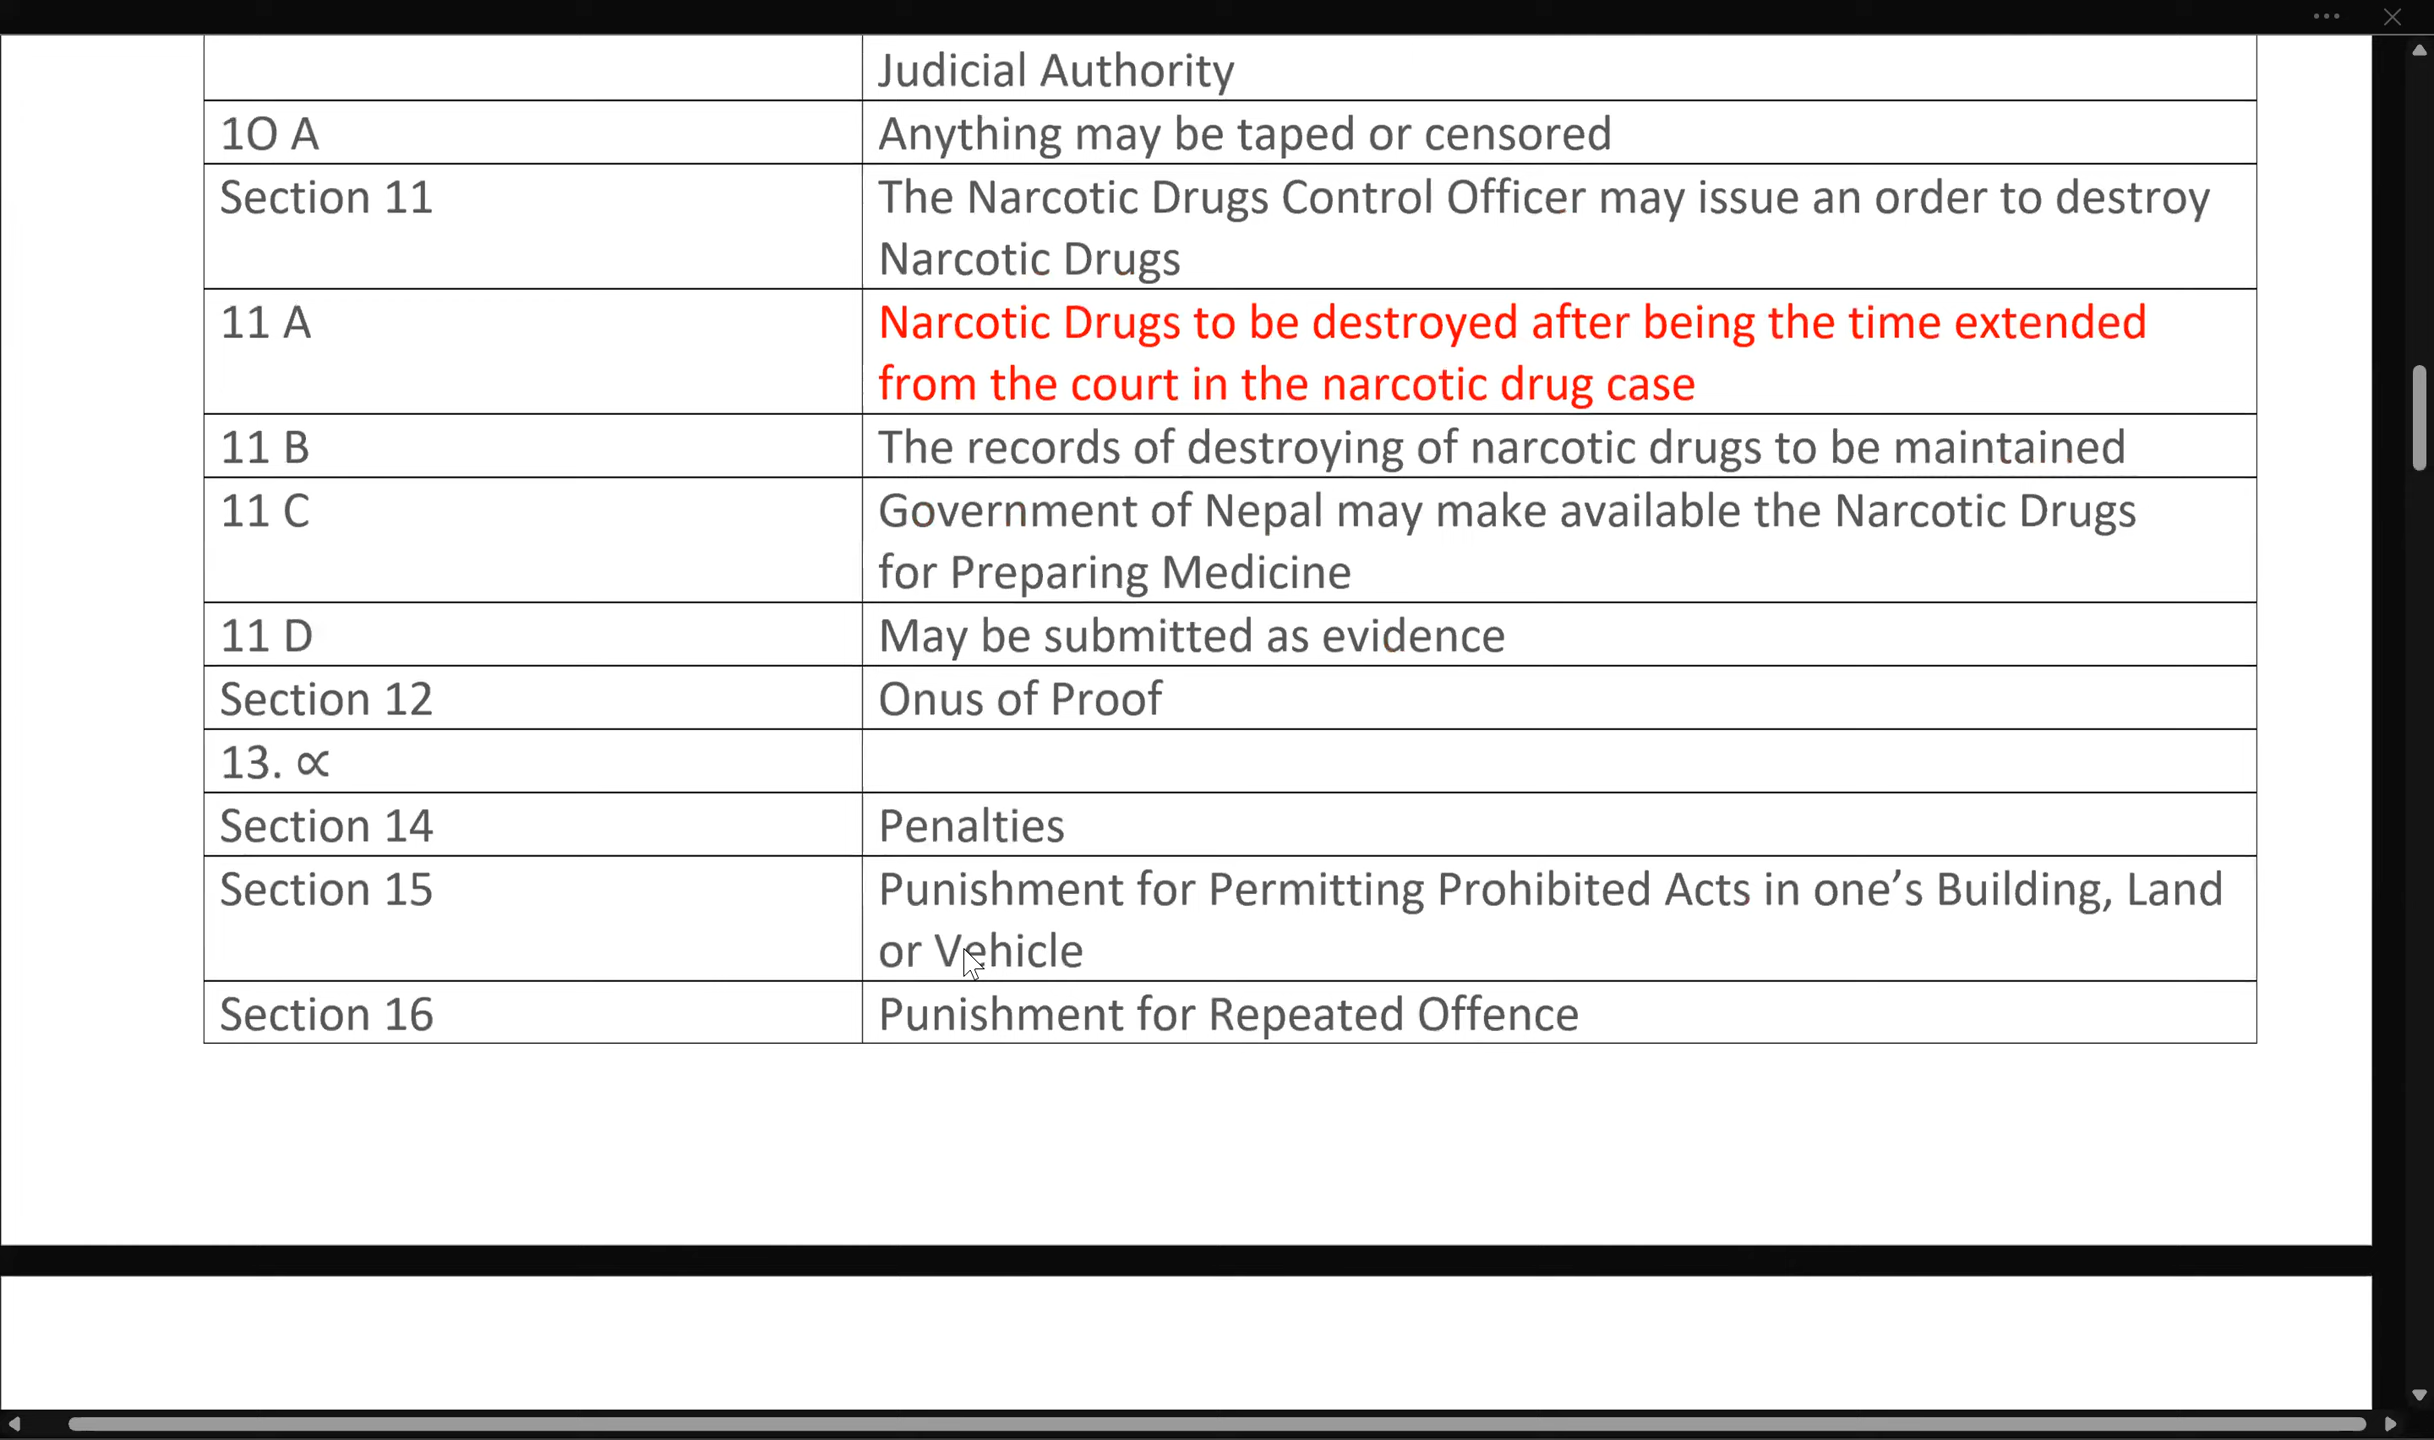 Judicial Authority
1O A
Anything may be taped or censored
Section 11
The Narcotic Drugs Control Officer may issue an order to destroy
Narcotic Drugs
11 A
Narcotic Drugs to be destroyed after being the time extended
from the court in the narcotic drug case
11 B
The records of destroying of narcotic drugs to be maintained
11 C
Government of Nepal may make available the Narcotic Drugs
for Preparing Medicine
11 D
May be submitted as evidence
Section 12
Onus of Proof
13. ∝
Section 14
Penalties
Section 15
Punishment for Permitting Prohibited Acts in one’s Building, Land
or Vehicle
Section 16
Punishment for Repeated Offence